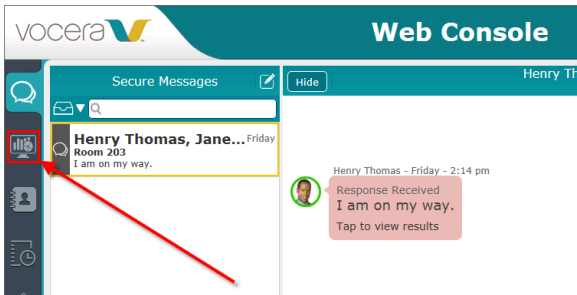 vocera
Web Console
Secure Messages
Hide
Henry Th
Henry Thomas, Jane...
Friday
Room 203
I am on my way.
Henry Thomas - Friday - 2:14 pm
Response Received
I am on my way.
Tap to view results